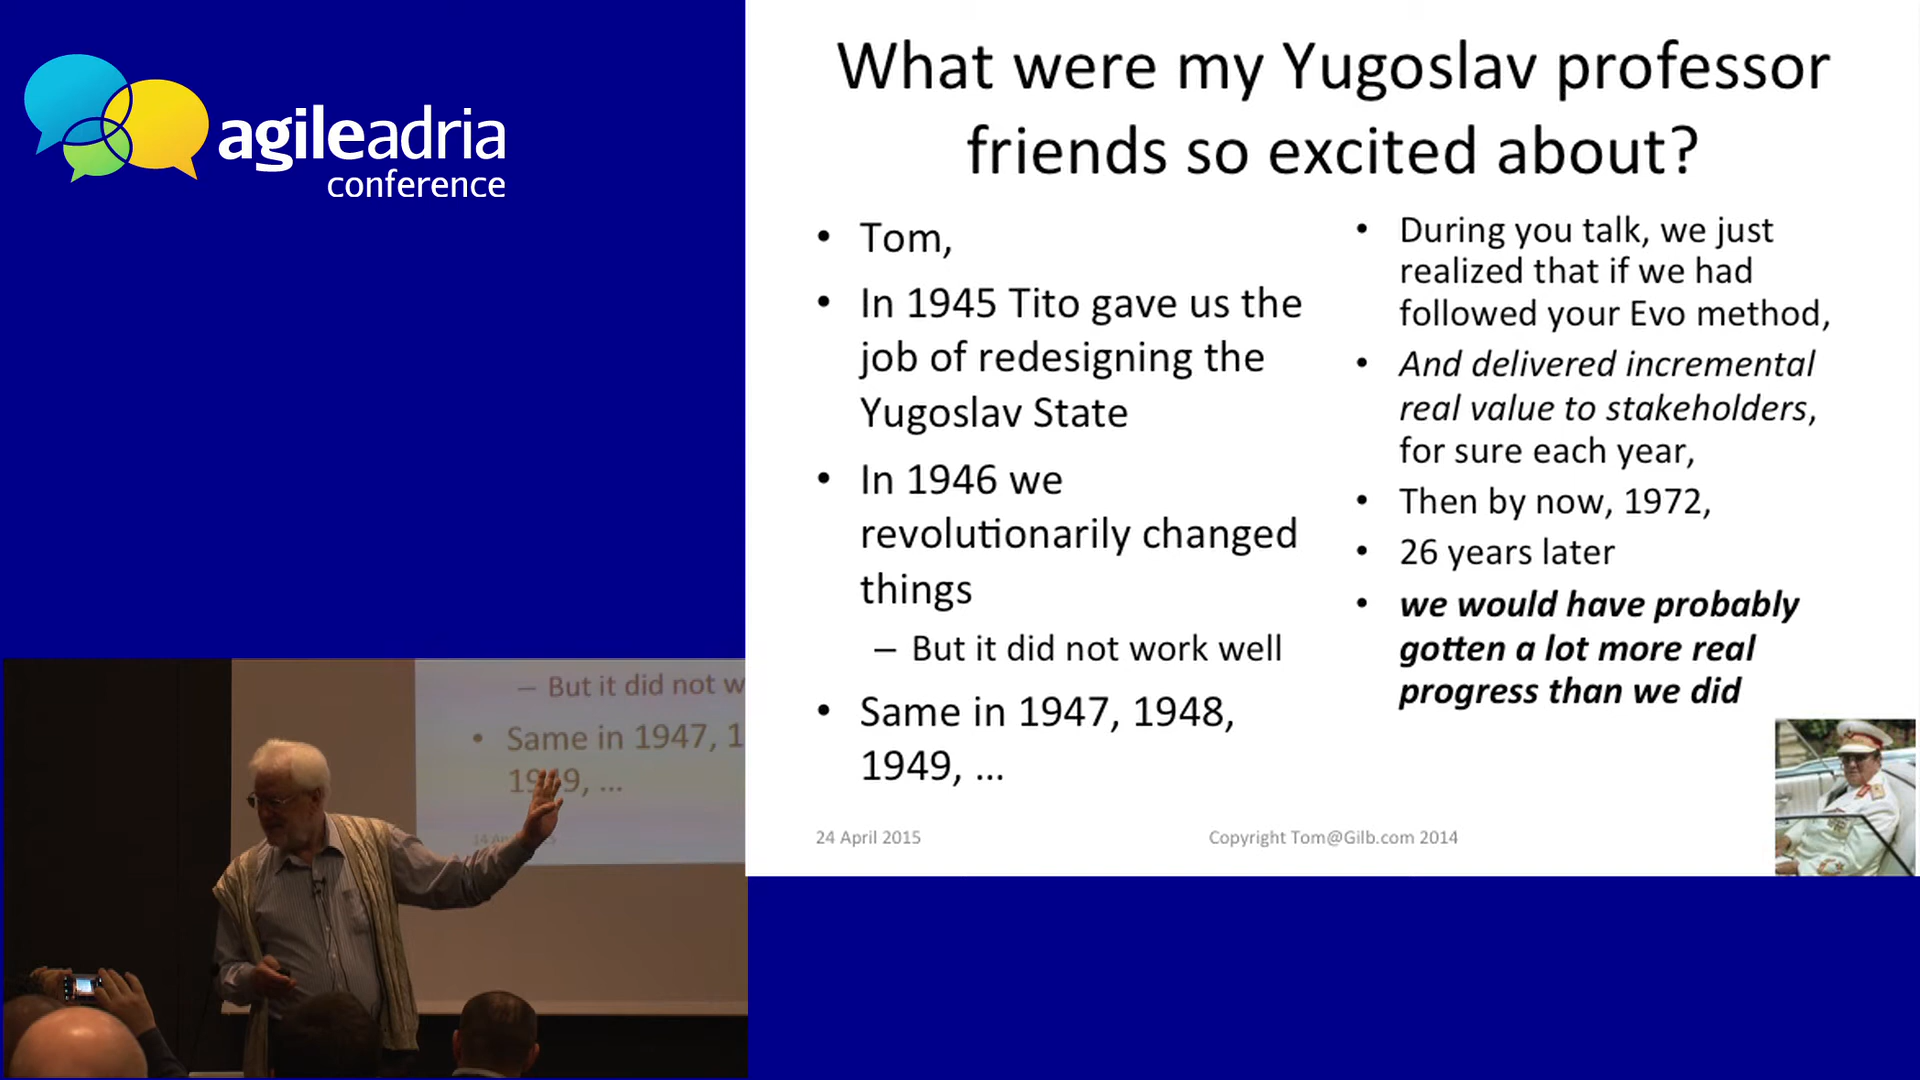 agileadria
conference
What were my Yugoslav professor
friends so excited about?
• Tom,
• In 1945 Tito gave us the
job of redesigning the
Yugoslav State
• In 1946 we
revolutionarily changed
things
– But it did not work well
• Same in 1947, 1948,
1949, ...
• During you talk, we just
realized that if we had
followed your Evo method,
• And delivered incremental
real value to stakeholders,
for sure each year,
• Then by now, 1972,
• 26 years later
• we would have probably
gotten a lot more real
progress than we did
24 April 2015
Copyright Tom@Gilb.com 2014
– But it did not w
• Same in 1947, 1
1949, ...